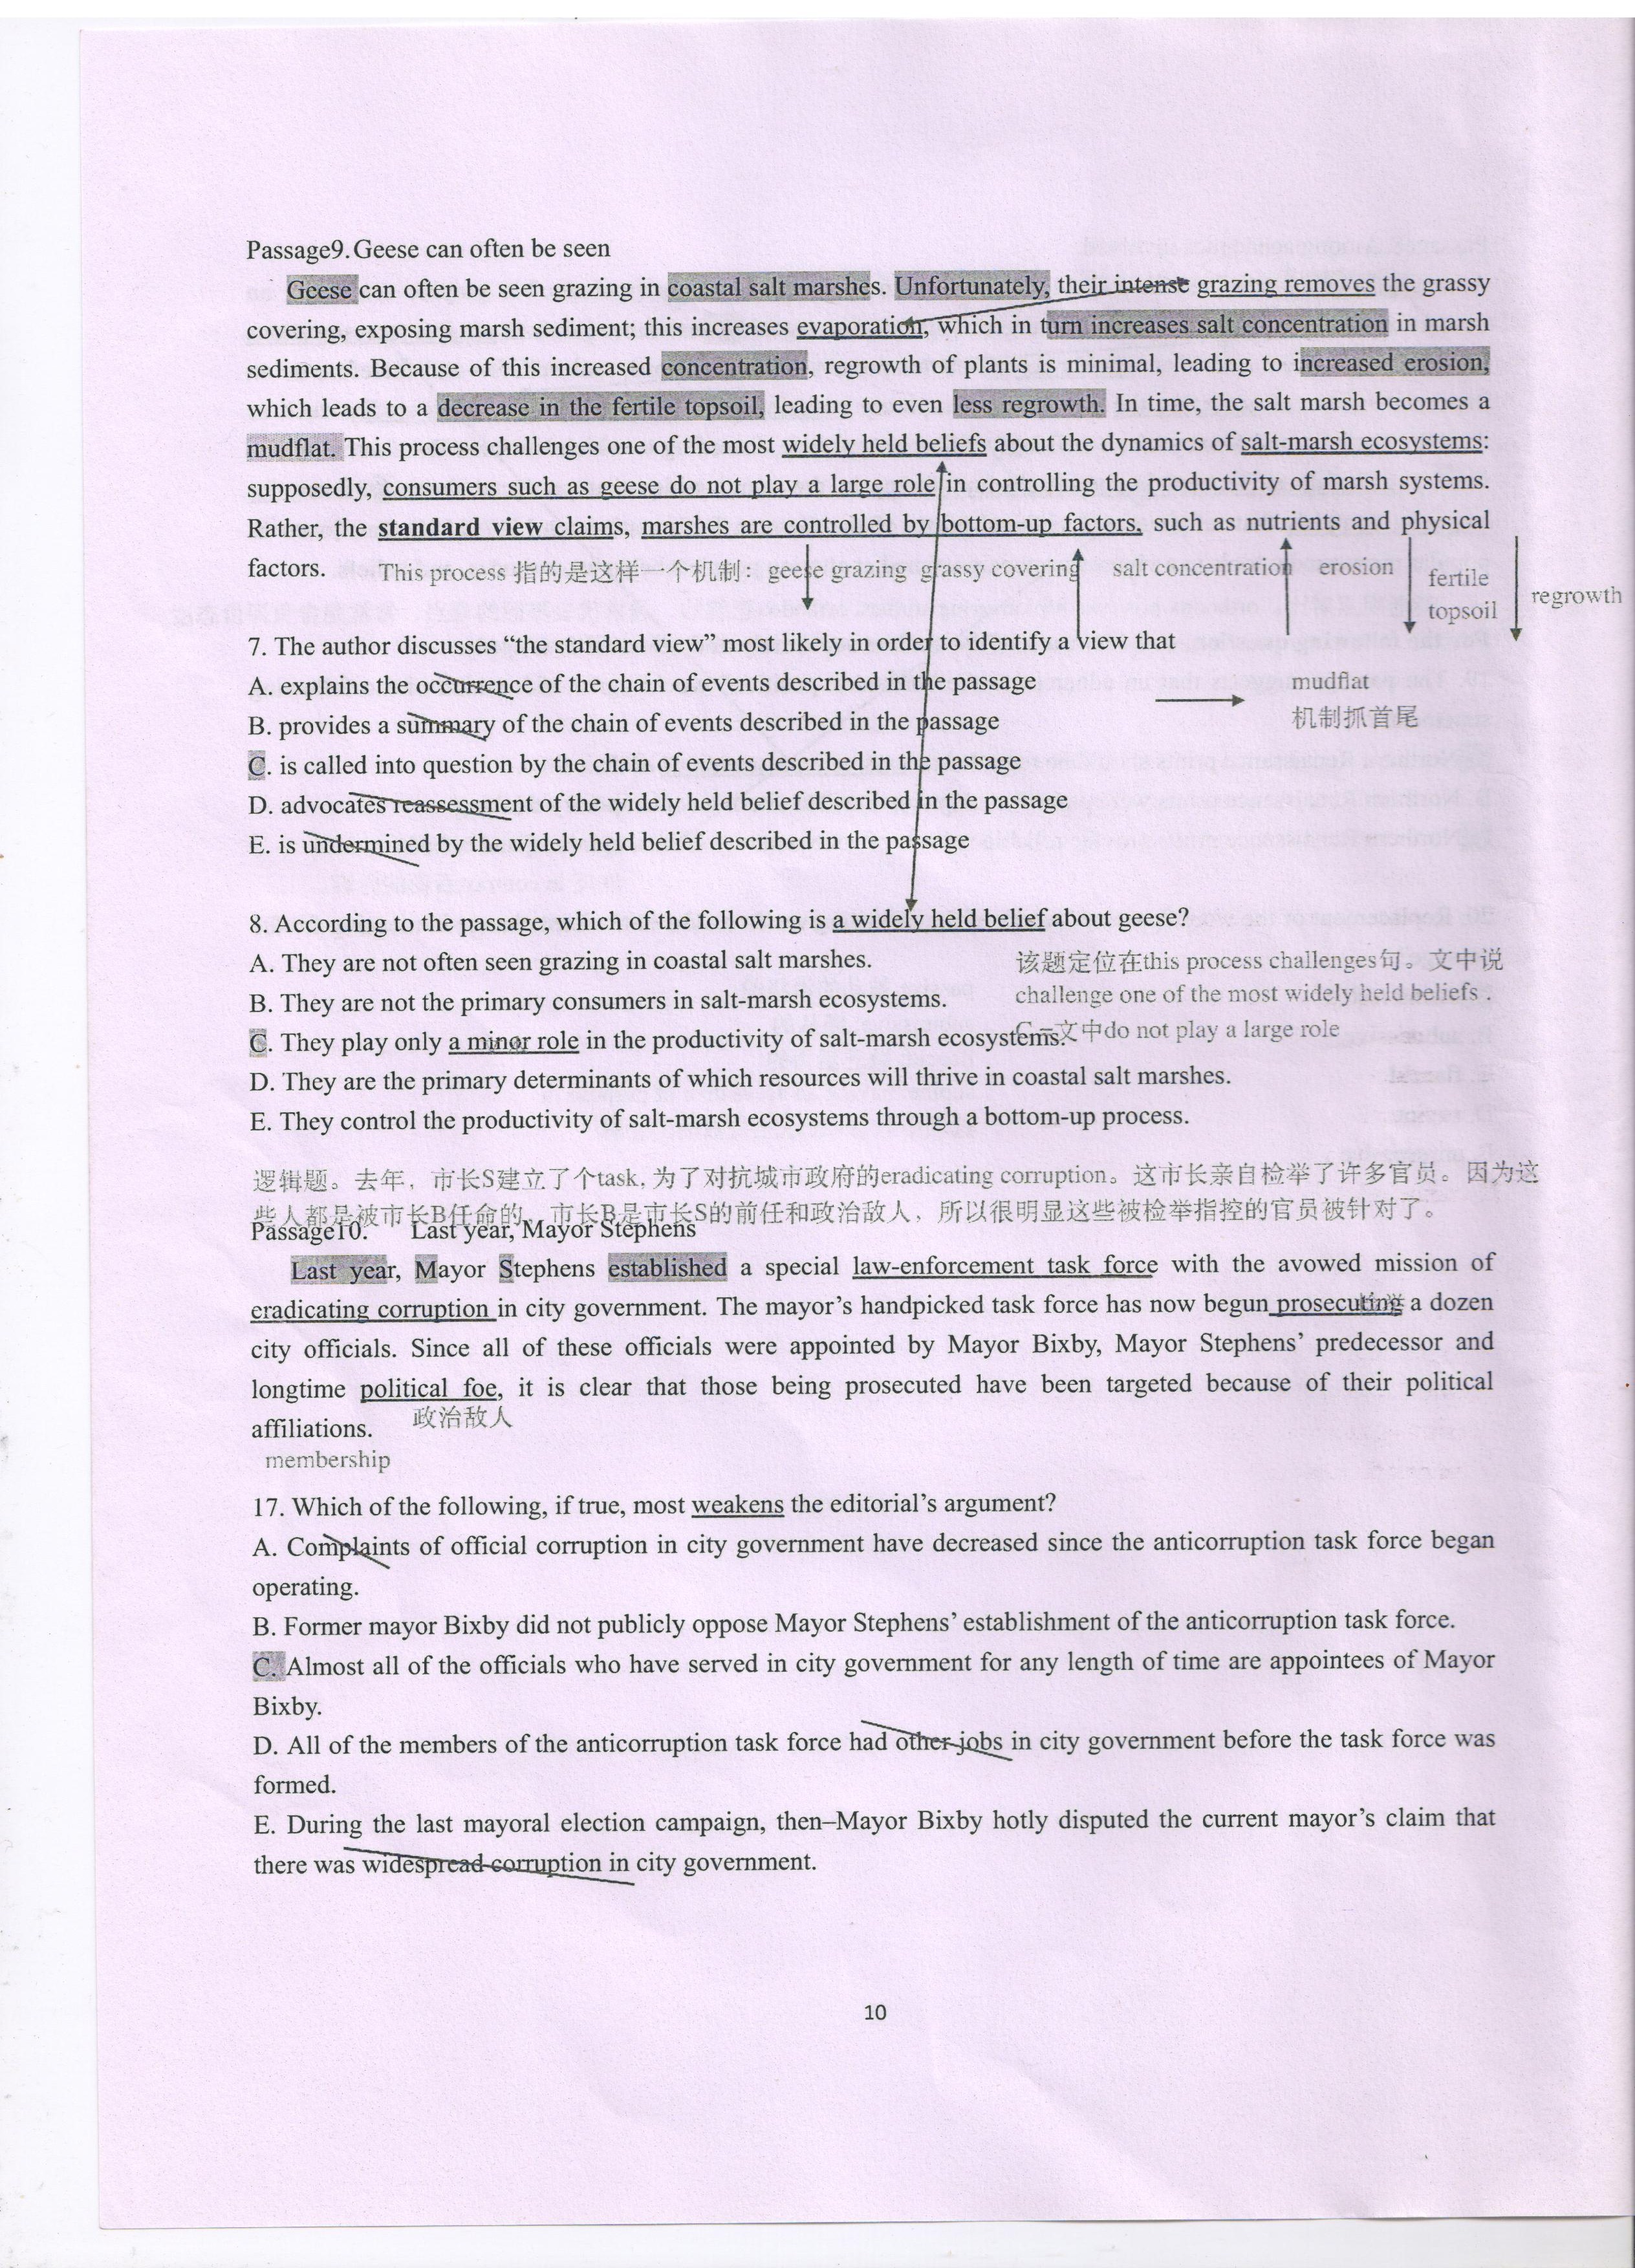 Passage9. Geese can often be seen
Geese can often be seen grazing in coastal salt marshes. Unfortunately, their intense grazing removes the grassy
covering, exposing marsh sediment; this increases evaporation, which in turn increases salt concentration in marsh
sediments. Because of this increased concentration, regrowth of plants is minimal, leading to increased erosion,
which leads to a decrease in the fertile topsoil, leading to even less regrowth. In time, the salt marsh becomes a
mudflat. This process challenges one of the most widely held beliefs about the dynamics of salt-marsh ecosystems:
supposedly, consumers such as geese do not play a large role in controlling the productivity of marsh systems.
Rather, the standard view claims, marshes are controlled by bottom-up factors, such as nutrients and physical
factors.
This process 指的是这样一个机制：geese grazing grassy covering salt concentration erosion
fertile
topsoil
regrowth
7. The author discusses “the standard view” most likely in order to identify a view that
A. explains the occurrence of the chain of events described in the passage
mudflat
B. provides a summary of the chain of events described in the passage
机制抓首尾
C. is called into question by the chain of events described in the passage
D. advocates reassessment of the widely held belief described in the passage
E. is undermined by the widely held belief described in the passage
8. According to the passage, which of the following is a widely held belief about geese?
A. They are not often seen grazing in coastal salt marshes.
该题定位在this process challenges句。文中说
B. They are not the primary consumers in salt-marsh ecosystems.
challenge one of the most widely held beliefs .
C. They play only a minor role in the productivity of salt-marsh ecosystems.
C =文中do not play a large role
D. They are the primary determinants of which resources will thrive in coastal salt marshes.
E. They control the productivity of salt-marsh ecosystems through a bottom-up process.
逻辑题。去年，市长S建立了个task, 为了对抗城市政府的eradicating corruption。这市长亲自检举了许多官员。因为这
些人都是被市长B任命的，市长B是市长S的前任和政治敌人，所以很明显这些被检举指控的官员被针对了。
Passage10. Last year, Mayor Stephens
Last year, Mayor Stephens established a special law-enforcement task force with the avowed mission of
eradicating corruption in city government. The mayor’s handpicked task force has now begun prosecuting a dozen
检举
city officials. Since all of these officials were appointed by Mayor Bixby, Mayor Stephens’ predecessor and
longtime political foe, it is clear that those being prosecuted have been targeted because of their political
affiliations.
政治敌人
membership
17. Which of the following, if true, most weakens the editorial’s argument?
A. Complaints of official corruption in city government have decreased since the anticorruption task force began
operating.
B. Former mayor Bixby did not publicly oppose Mayor Stephens’ establishment of the anticorruption task force.
C. Almost all of the officials who have served in city government for any length of time are appointees of Mayor
Bixby.
D. All of the members of the anticorruption task force had other jobs in city government before the task force was
formed.
E. During the last mayoral election campaign, then–Mayor Bixby hotly disputed the current mayor’s claim that
there was widespread corruption in city government.
10